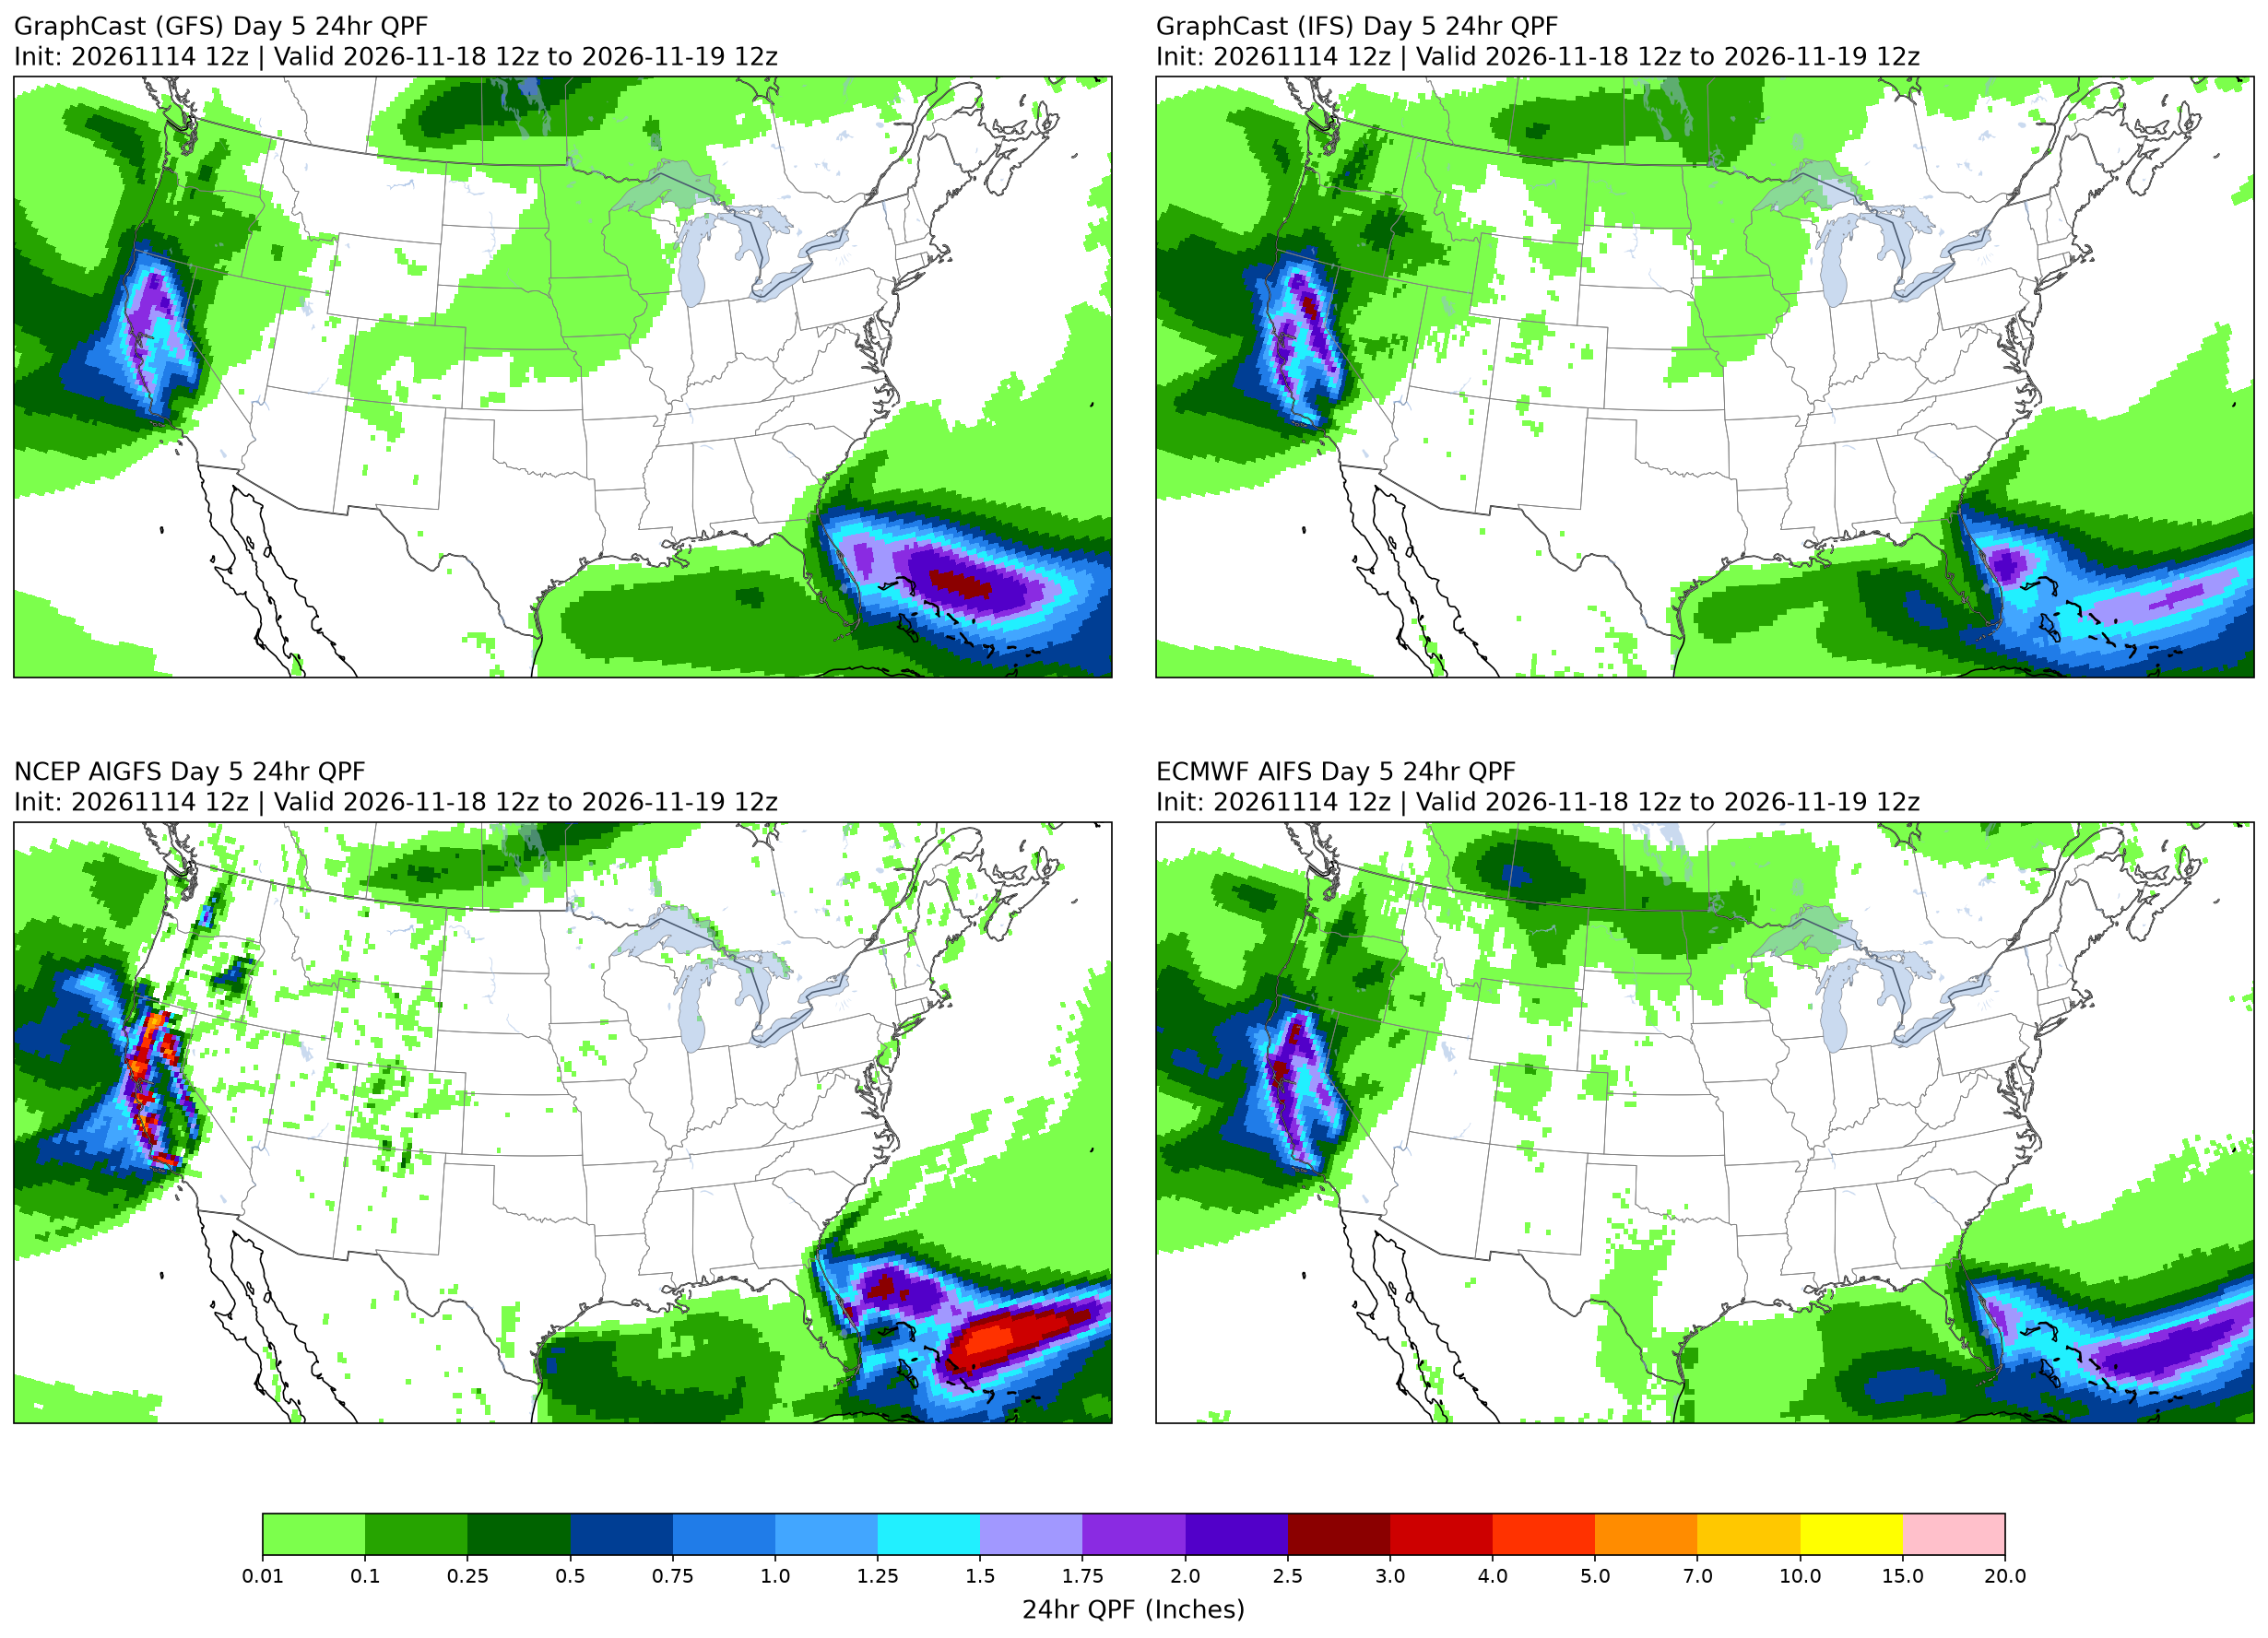 GraphCast (GFS) Day 5 24hr QPF
Init: 20261114 12z | Valid 2026-11-18 12z to 2026-11-19 12z
GraphCast (IFS) Day 5 24hr QPF
Init: 20261114 12z | Valid 2026-11-18 12z to 2026-11-19 12z
NCEP AIGFS Day 5 24hr QPF
Init: 20261114 12z | Valid 2026-11-18 12z to 2026-11-19 12z
ECMWF AIFS Day 5 24hr QPF
Init: 20261114 12z | Valid 2026-11-18 12z to 2026-11-19 12z
0.01 0.1 0.25 0.5 0.75 1.0 1.25 1.5 1.75 2.0 2.5 3.0 4.0 5.0 7.0 10.0 15.0 20.0
24hr QPF (Inches)